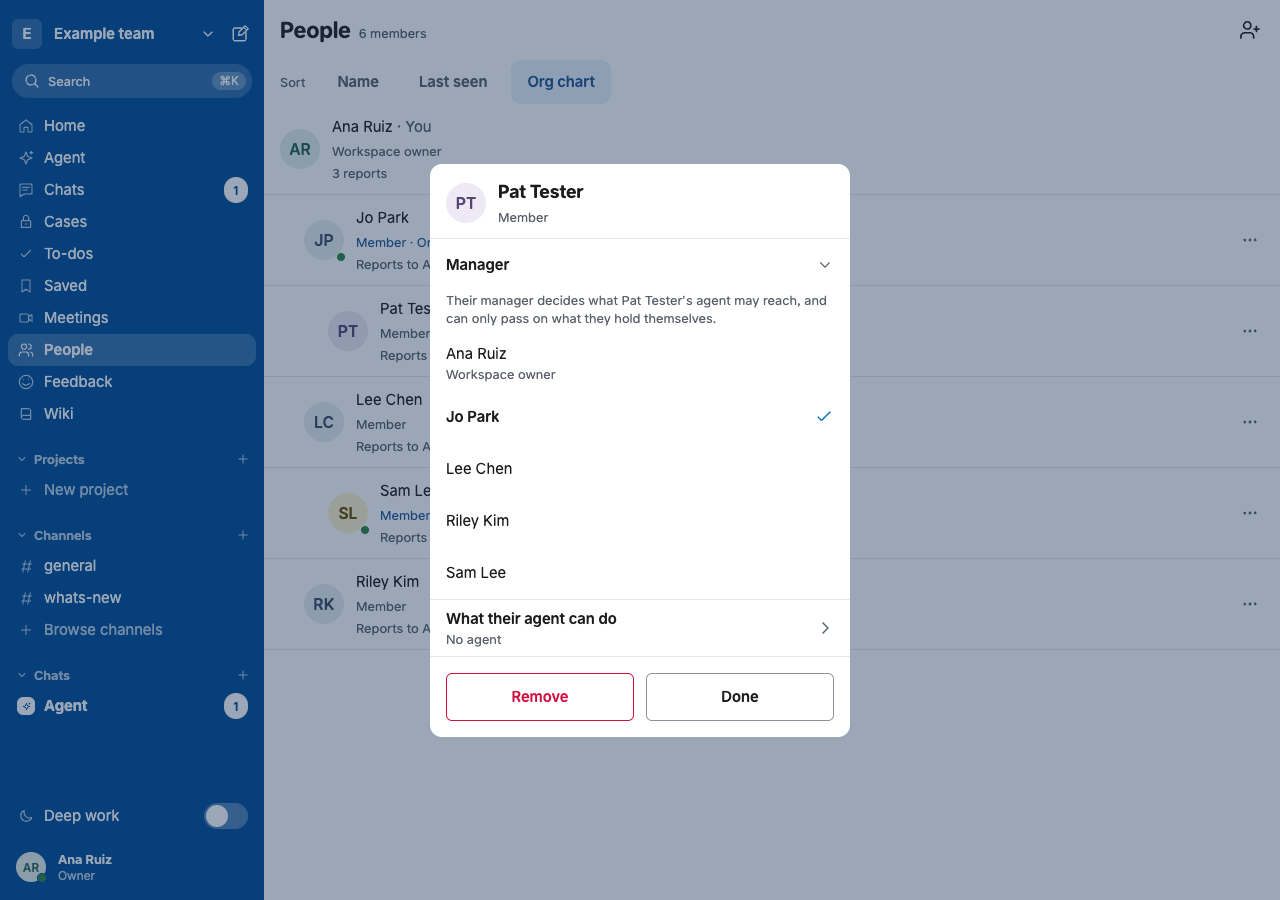 E
Example team
Search
⌘K
Home
Agent
Chats
1
Cases
To-dos
Saved
Meetings
People
Feedback
Wiki
Projects
New project
Channels
# general
# whats-new
Browse channels
Chats
Agent
1
Deep work
AR
Ana Ruiz
Owner
People 6 members
Sort Name Last seen Org chart
AR
Ana Ruiz · You
Workspace owner
3 reports
JP
Jo Park
Member ·
Reports to
PT
Pat
Member
Reports
LC
Lee Chen
Member
Reports to
SL
Sam
Member
Reports
RK
Riley Kim
Member
Reports to
PT
Pat Tester
Member
Manager
Their manager decides what Pat Tester's agent may reach, and
can only pass on what they hold themselves.
Ana Ruiz
Workspace owner
Jo Park
Lee Chen
Riley Kim
Sam Lee
What their agent can do
No agent
Remove
Done